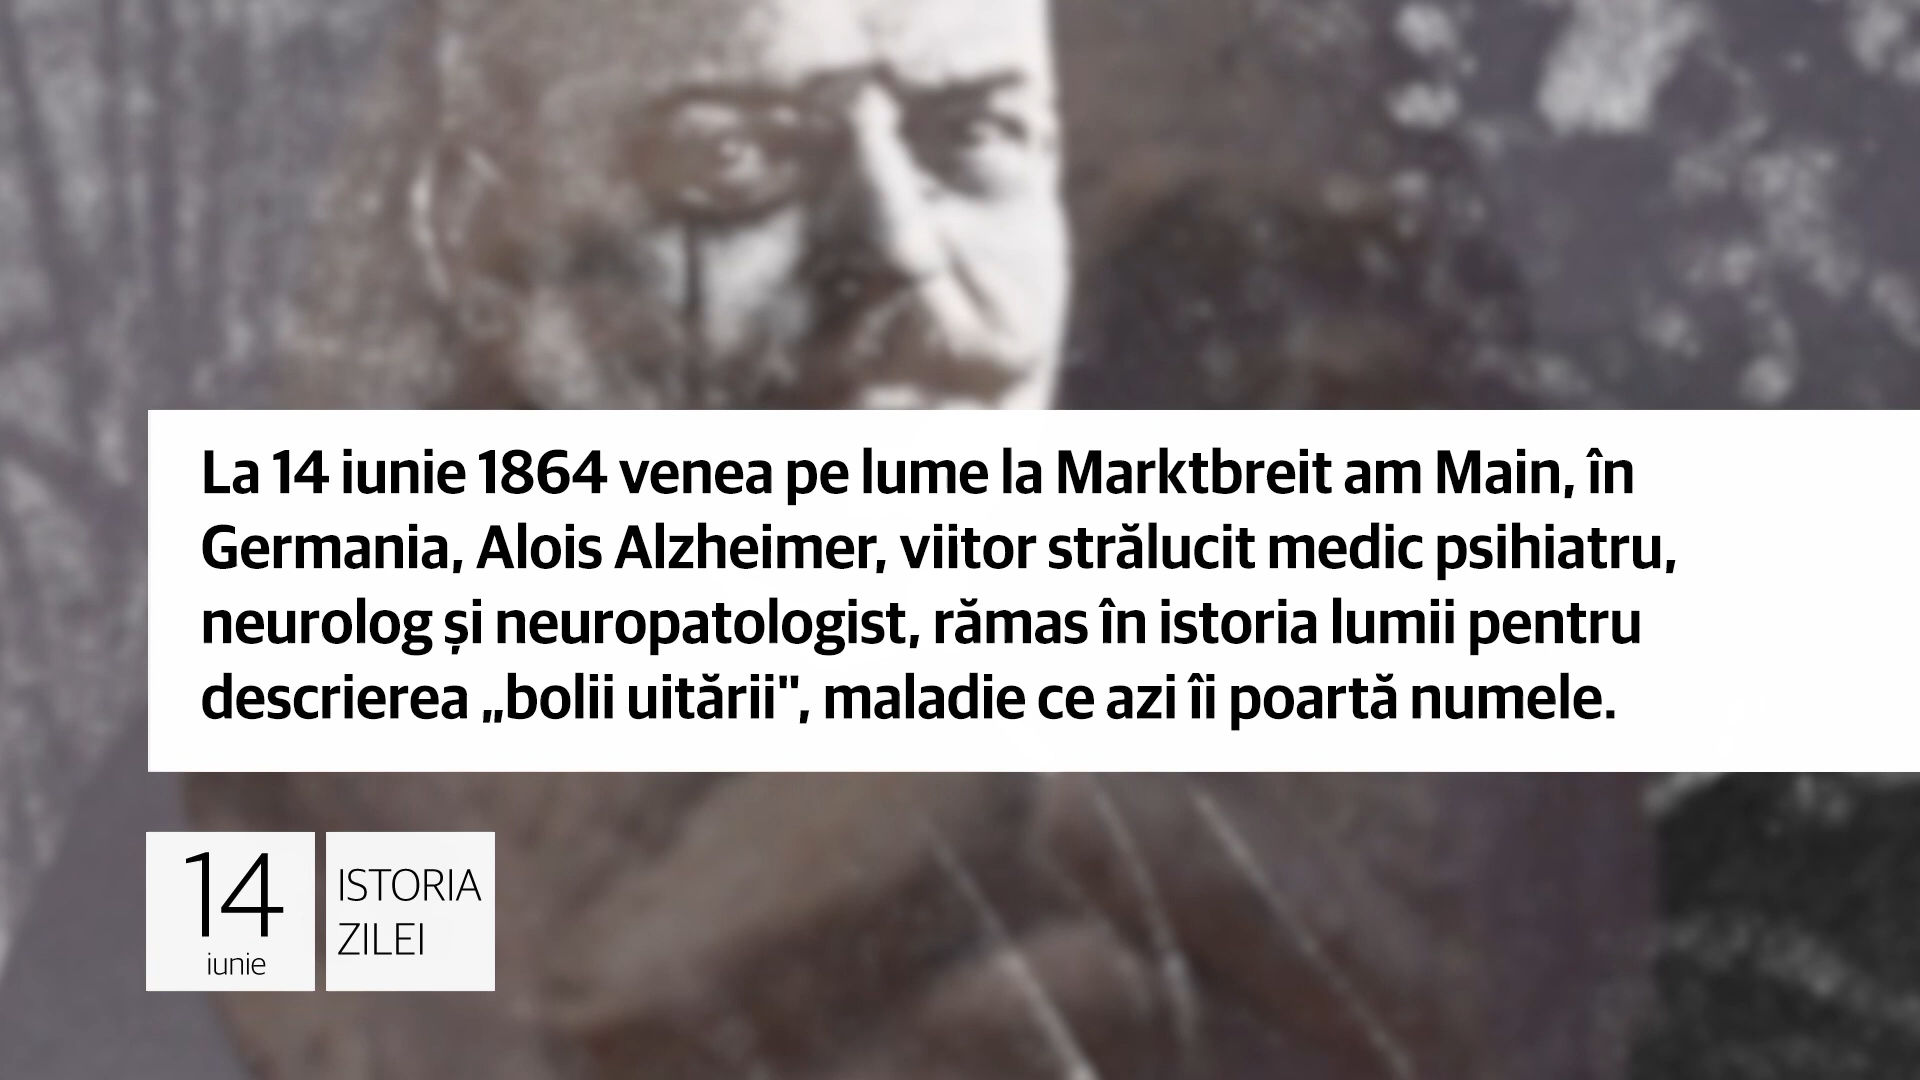 La 14 iunie 1864 venea pe lume la Marktbreit am Main, în
Germania, Alois Alzheimer, viitor strălucit medic psihiatru,
neurolog și neuropatologist, rămas în istoria lumii pentru
descrierea „bolii uitării", maladie ce azi îi poartă numele.
14
iunie
ISTORIA
ZILEI